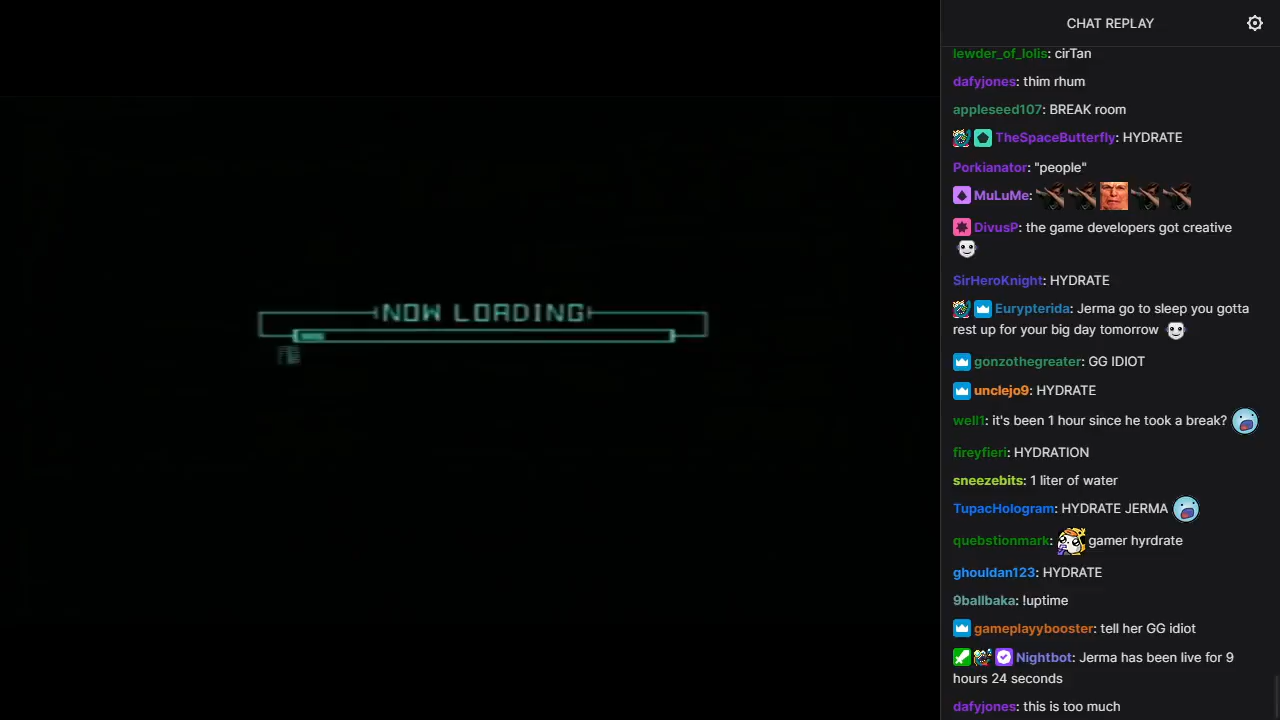 NOW LOADING
CHAT REPLAY
lewder_of_lolis: cirTan
dafyjones: thim rhum
appleseed107: BREAK room
TheSpaceButterfly: HYDRATE
Porkianator: "people"
MuLuMe:
DivusP: the game developers got creative
SirHeroKnight: HYDRATE
Eurypterida: Jerma go to sleep you gotta
rest up for your big day tomorrow
gonzothegreater: GG IDIOT
unclejo9: HYDRATE
well1: it's been 1 hour since he took a break?
fireyfieri: HYDRATION
sneezebits: 1 liter of water
TupacHologram: HYDRATE JERMA
quebstionmark: gamer hyrdrate
ghouldan123: HYDRATE
9ballbaka: !uptime
gameplayybooster: tell her GG idiot
Nightbot: Jerma has been live for 9
hours 24 seconds
dafyjones: this is too much